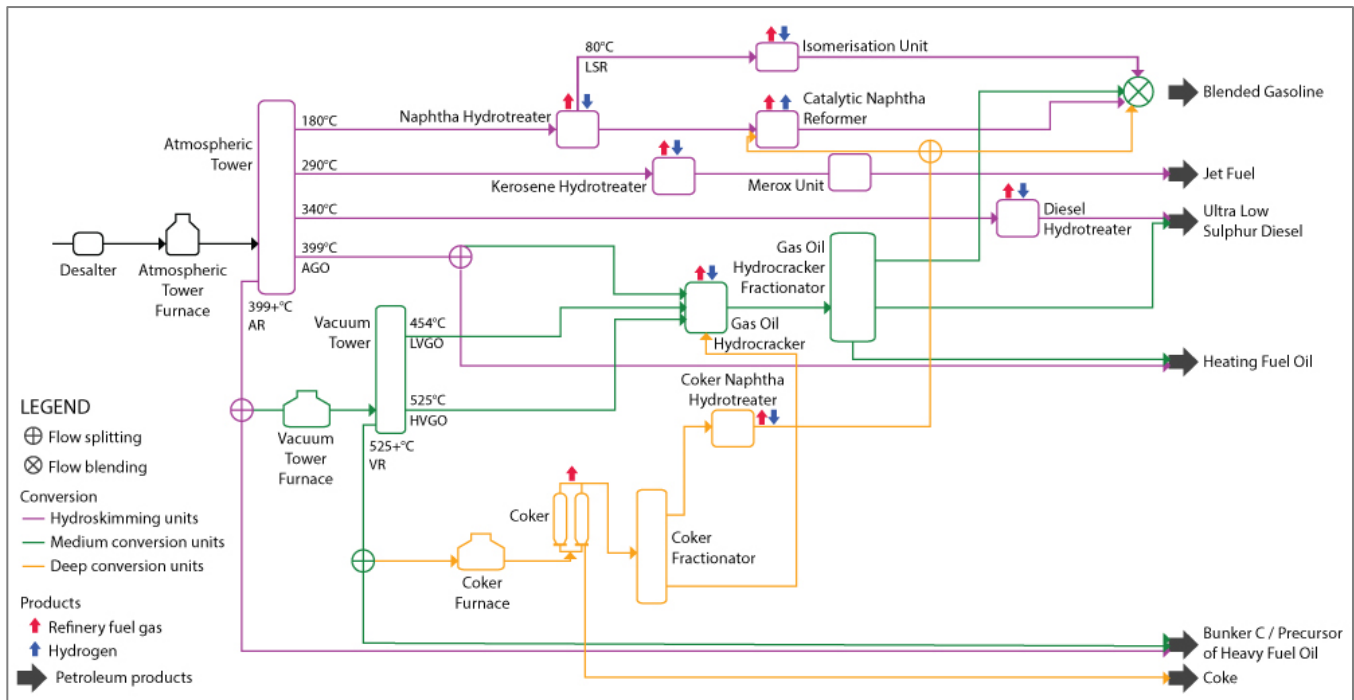 80°C
LSR
Isomerisation Unit
Blended Gasoline
Naphtha Hydrotreater
Catalytic Naphtha
Reformer
Atmospheric
Tower
180°C
290°C
Kerosene Hydrotreater
Merox Unit
Jet Fuel
340°C
Diesel
Hydrotreater
Ultra Low
Sulphur Diesel
Desalter
Atmospheric
Tower
Furnace
399°C
AGO
Gas Oil
Hydrocracker
Fractionator
399+°C
AR
Vacuum
Tower
454°C
LVGO
Gas Oil
Hydrocracker
Heating Fuel Oil
525°C
HVGO
Coker Naphtha
Hydrotreater
Vacuum
Tower
Furnace
525+°C
VR
Coker
Coker
Fractionator
Coker
Furnace
Bunker C / Precursor
of Heavy Fuel Oil
Coke
LEGEND
Flow splitting
Flow blending
Conversion
Hydroskimming units
Medium conversion units
Deep conversion units
Products
Refinery fuel gas
Hydrogen
Petroleum products